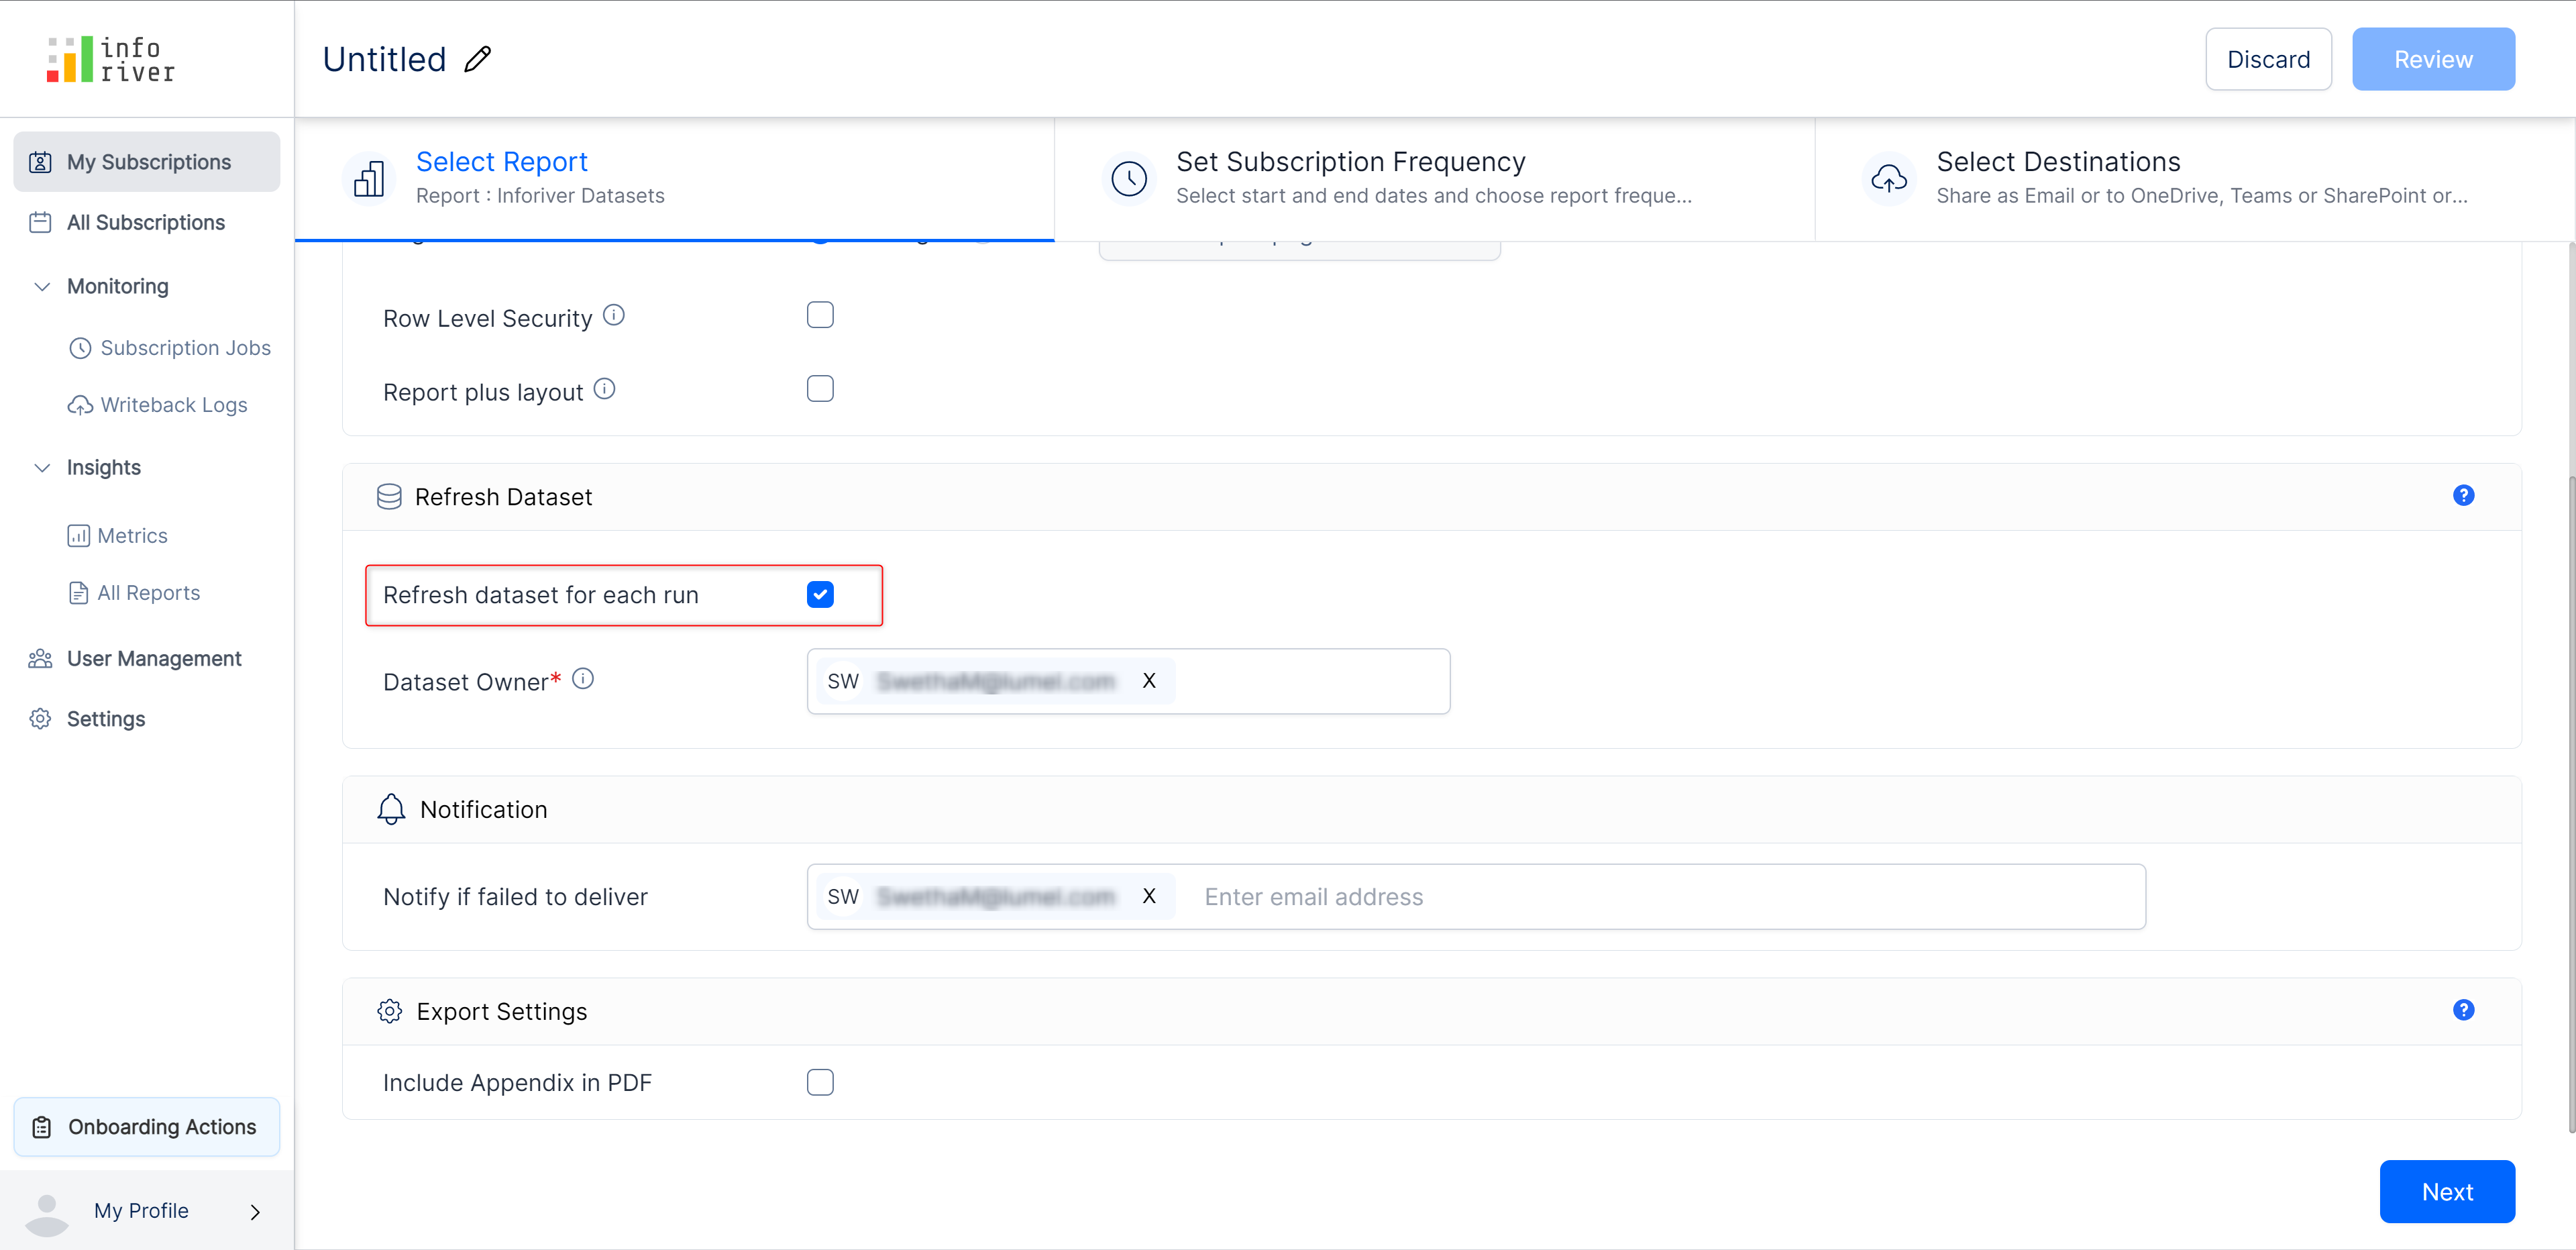 info
river
Untitled
Discard
Review
My Subscriptions
All Subscriptions
Monitoring
Subscription Jobs
Writeback Logs
Insights
Metrics
All Reports
User Management
Settings
Onboarding Actions
My Profile
Select Report
Report : Inforiver Datasets
Set Subscription Frequency
Select start and end dates and choose report freque...
Select Destinations
Share as Email or to OneDrive, Teams or SharePoint or...
Row Level Security
Report plus layout
Refresh Dataset
?
Refresh dataset for each run
Dataset Owner*
SW X
Notification
Notify if failed to deliver
SW X Enter email address
Export Settings
?
Include Appendix in PDF
Next